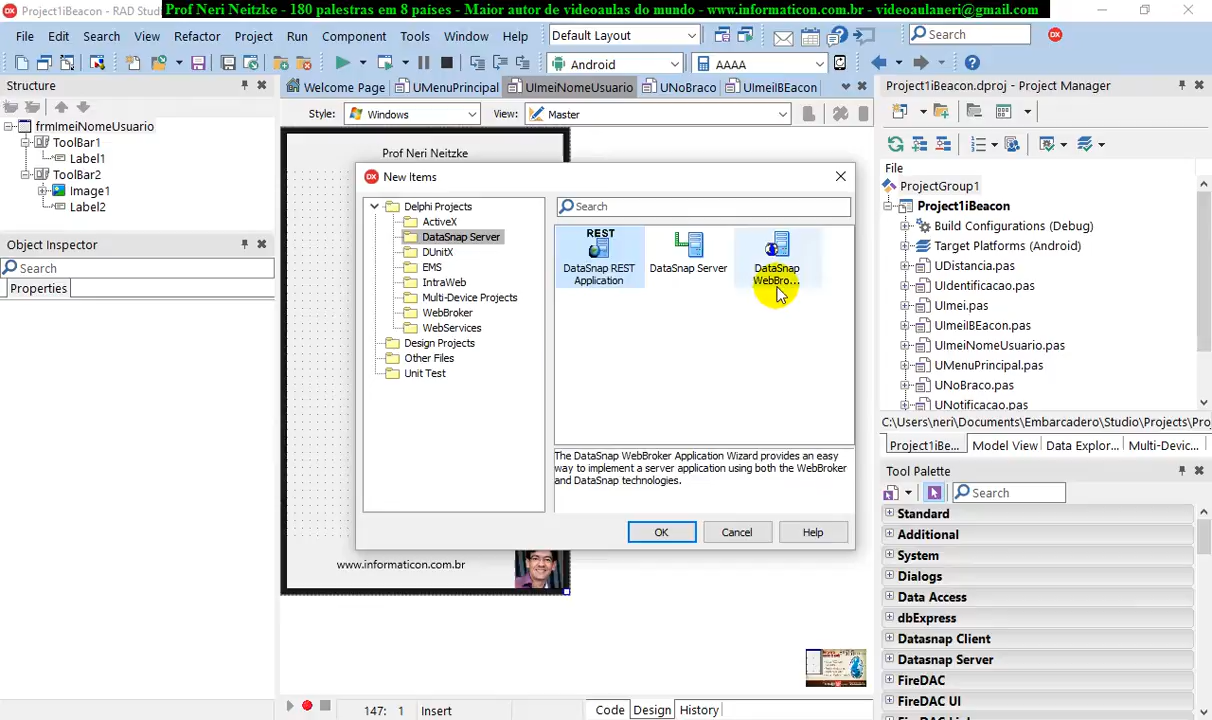 Prof Neri Neitzke - 180 palestras em 8 países - Maior autor de videoaulas do mundo - www.informaticon.com.br - videoaulaneri@gmail.com
DX Project1iBeacon - RAD Stu
File Edit Search View Refactor Project Run Component Tools Window Help Default Layout Search DX
Android AAAA
Structure
frmImeiNomeUsuario
ToolBar1
Label1
ToolBar2
Image1
Label2
Object Inspector
Search
Properties
Welcome Page UMenuPrincipal UImeiNomeUsuario UNoBraco UImeiIBEacon
Style: Windows View: Master
Prof Neri Neitzke
DX New Items
Delphi Projects
ActiveX
DataSnap Server
DUnitX
EMS
IntraWeb
Multi-Device Projects
WebBroker
WebServices
Design Projects
Other Files
Unit Test
Search
REST
DataSnap REST
Application
DataSnap Server
DataSnap
WebBro...
The DataSnap WebBroker Application Wizard provides an easy
way to implement a server application using both the WebBroker
and DataSnap technologies.
OK Cancel Help
www.informaticon.com.br
147: 1 Insert Code Design History
Project1iBeacon.dproj - Project Manager
File
ProjectGroup1
Project1iBeacon
Build Configurations (Debug)
Target Platforms (Android)
UDistancia.pas
UIdentificacao.pas
UImei.pas
UImeiIBEacon.pas
UImeiNomeUsuario.pas
UMenuPrincipal.pas
UNoBraco.pas
UNotificacao.pas
C:\Users\neri\Documents\Embarcadero\Studio\Projects\Proj
Project1iBe... Model View Data Explor... Multi-Devic...
Tool Palette
Search
Standard
Additional
System
Dialogs
Data Access
dbExpress
Datasnap Client
Datasnap Server
FireDAC
FireDAC UI